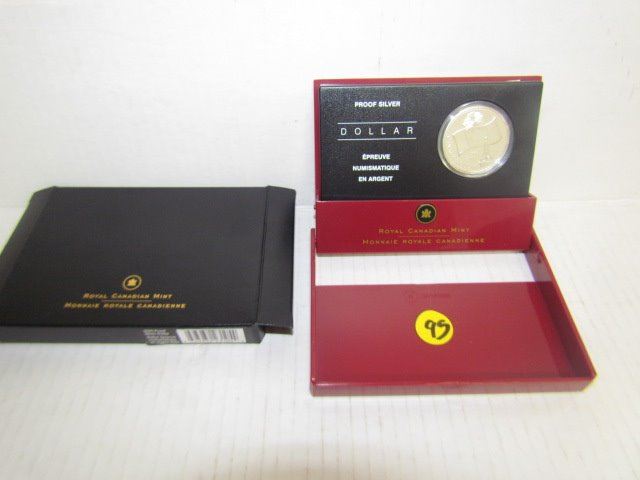 PROOF SILVER
DOLLAR
ÉPREUVE
NUMISMATIQUE
EN ARGENT
ROYAL CANADIAN MINT
MONNAIE ROYALE CANADIENNE
ROYAL CANADIAN MINT
MONNAIE ROYALE CANADIENNE
95